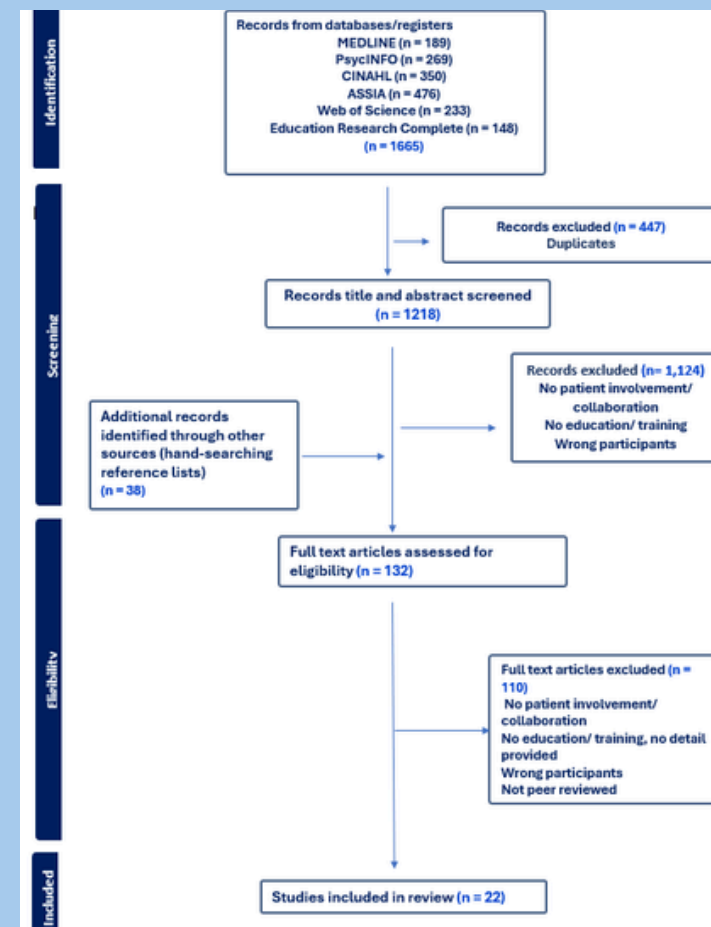 Identification
Records from databases/registers
MEDLINE (n = 189)
PsycINFO (n = 269)
CINAHL (n = 350)
ASSIA (n = 476)
Web of Science (n = 233)
Education Research Complete (n = 148)
(n = 1665)
Screening
Records excluded (n = 447)
Duplicates
Records title and abstract screened
(n = 1218)
Records excluded (n= 1,124)
No patient involvement/
collaboration
No education/ training
Wrong participants
Additional records
identified through other
sources (hand-searching
reference lists)
(n = 38)
Eligibility
Full text articles assessed for
eligibility (n = 132)
Full text articles excluded (n =
110)
No patient involvement/
collaboration
No education/ training, no detail
provided
Wrong participants
Not peer reviewed
Included
Studies included in review (n = 22)